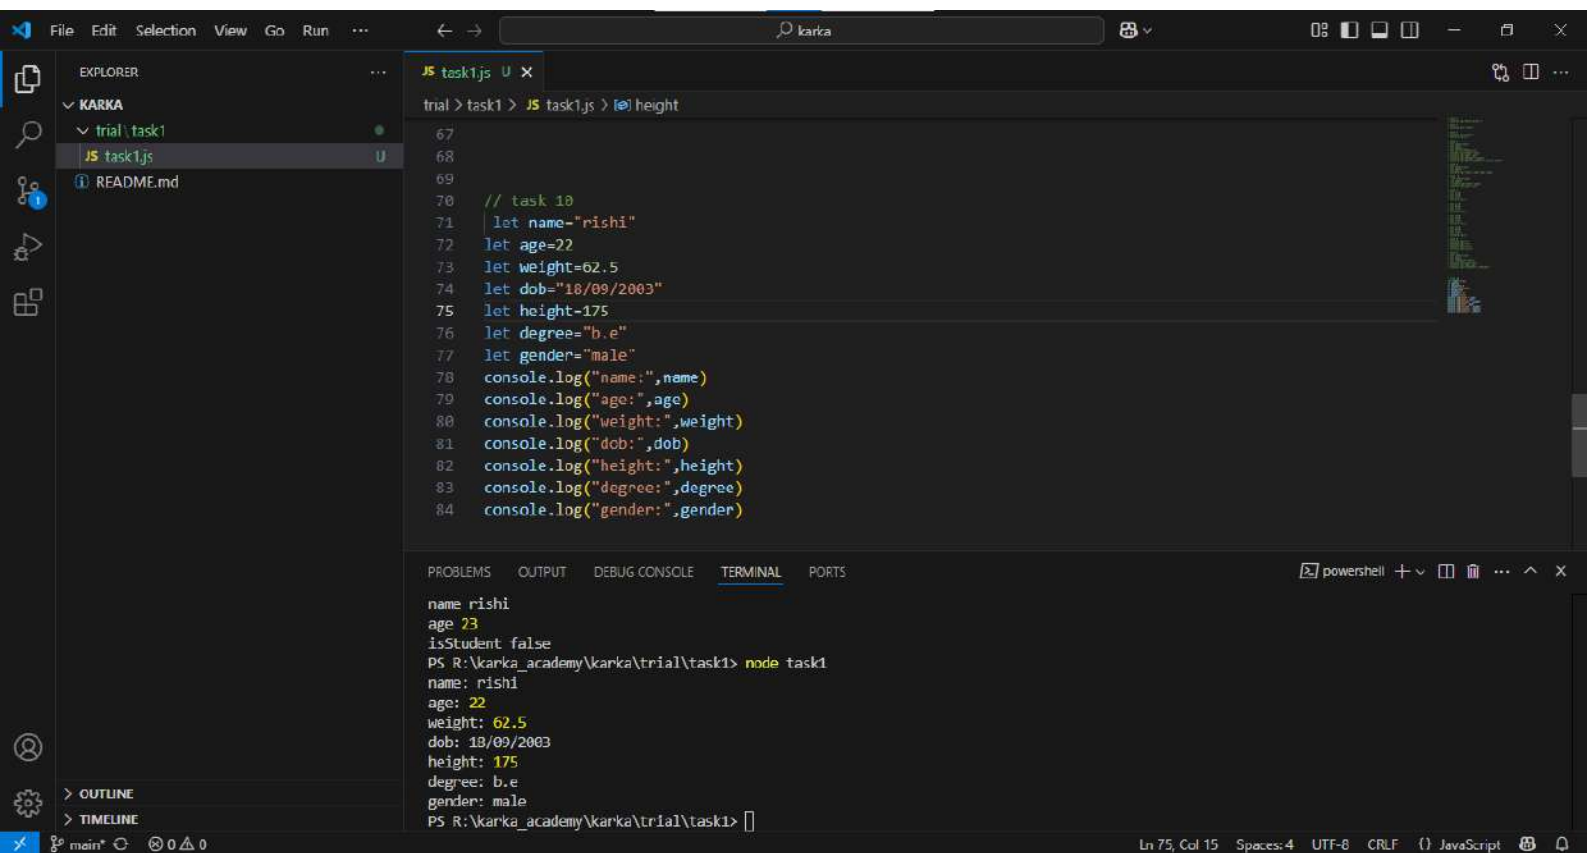 File Edit Selection View Go Run ···
karka
EXPLORER
KARKA
trial \ task1
JS task1.js U
README.md
JS task1.js U
trial > task1 > JS task1.js > height
67
68
69
70 // task 10
71 let name="rishi"
72 let age=22
73 let weight=62.5
74 let dob="18/09/2003"
75 let height=175
76 let degree="b.e"
77 let gender="male"
78 console.log("name:",name)
79 console.log("age:",age)
80 console.log("weight:",weight)
81 console.log("dob:",dob)
82 console.log("height:",height)
83 console.log("degree:",degree)
84 console.log("gender:",gender)
PROBLEMS OUTPUT DEBUG CONSOLE TERMINAL PORTS
powershell
name rishi
age 23
isStudent false
PS R:\karka_academy\karka\trial\task1> node task1
name: rishi
age: 22
weight: 62.5
dob: 18/09/2003
height: 175
degree: b.e
gender: male
PS R:\karka_academy\karka\trial\task1>
1
OUTLINE
TIMELINE
main* 0 0
Ln 75, Col 15 Spaces: 4 UTF-8 CRLF {} JavaScript